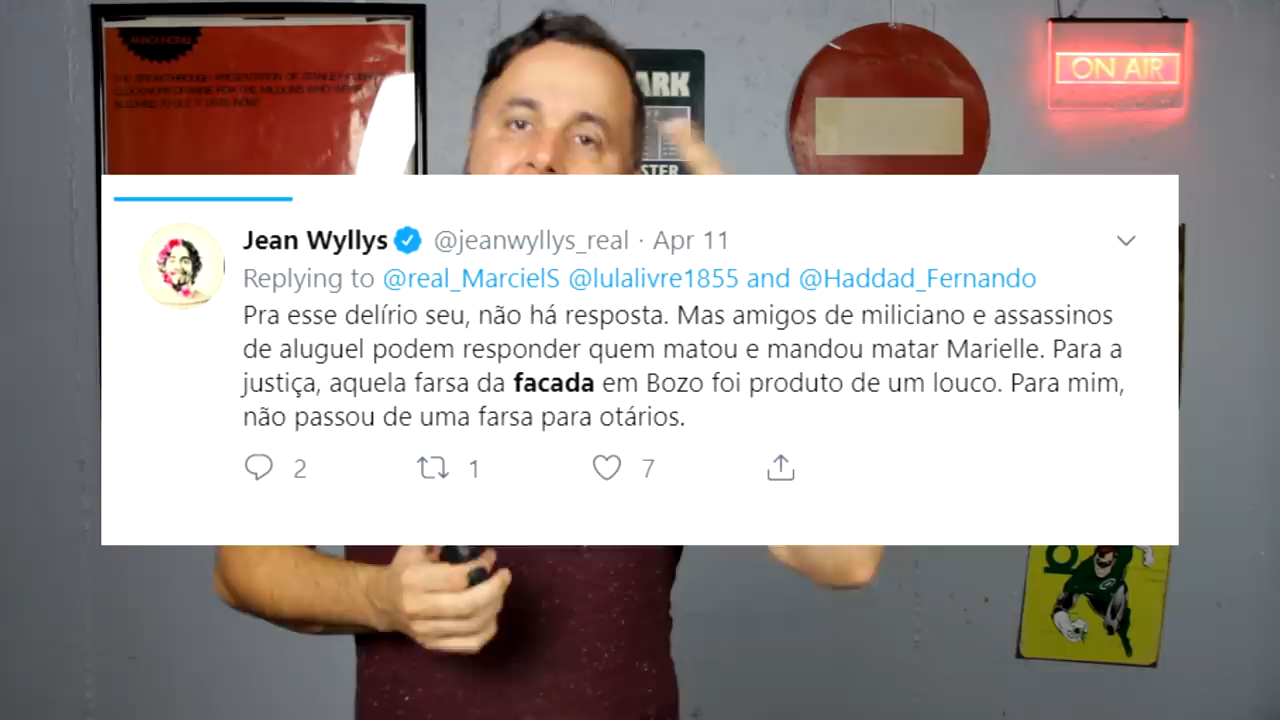 ANNOUNCING
ARK
STER
ON AIR
Jean Wyllys @jeanwyllys_real · Apr 11
Replying to @real_MarcielS @lulalivre1855 and @Haddad_Fernando
Pra esse delírio seu, não há resposta. Mas amigos de miliciano e assassinos
de aluguel podem responder quem matou e mandou matar Marielle. Para a
justiça, aquela farsa da facada em Bozo foi produto de um louco. Para mim,
não passou de uma farsa para otários.
2 1 7